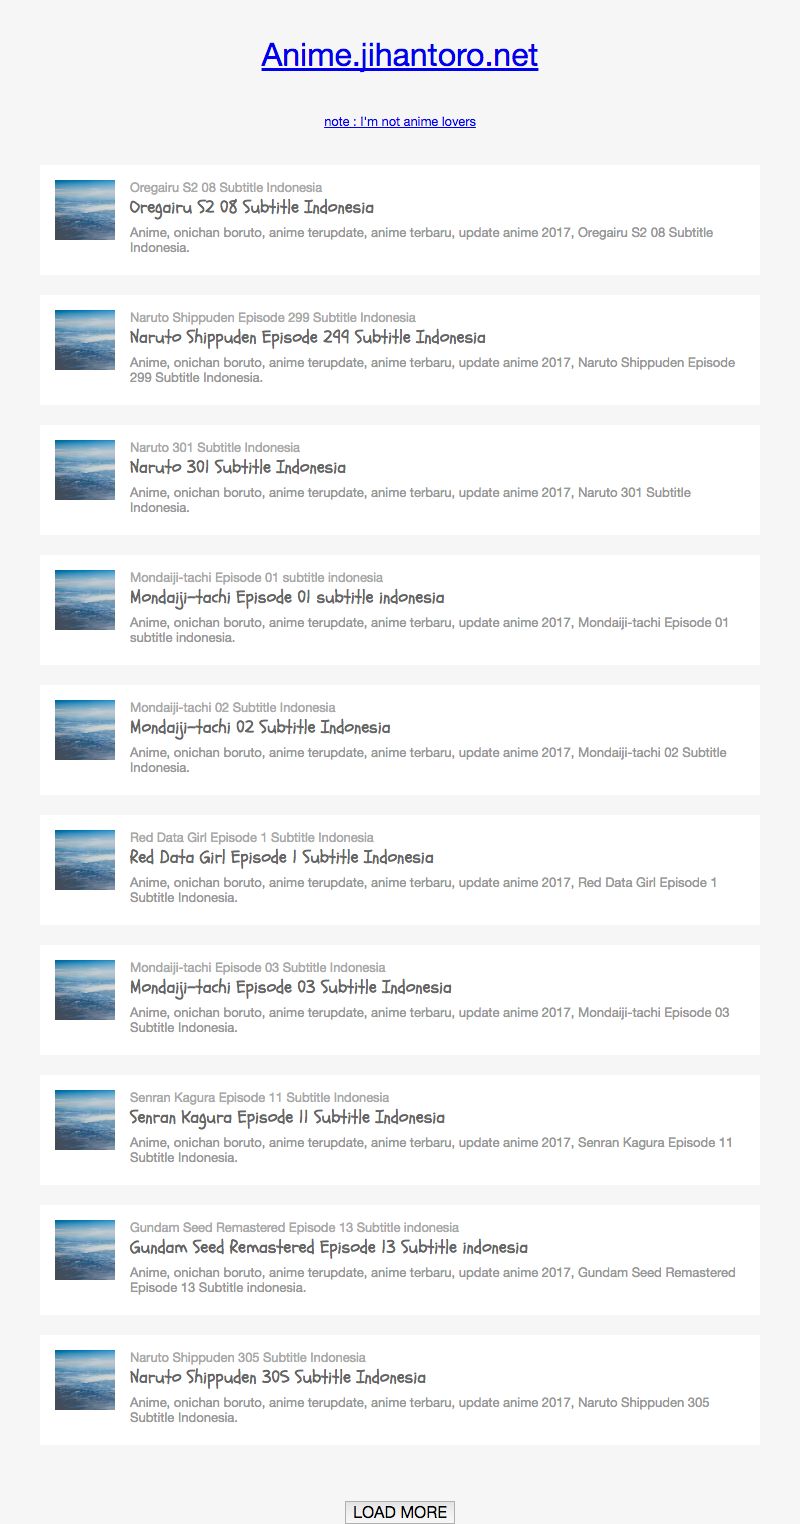 Anime.jihantoro.net
note : I'm not anime lovers
Oregairu S2 08 Subtitle Indonesia
Oregairu S2 08 Subtitle Indonesia
Anime, onichan boruto, anime terupdate, anime terbaru, update anime 2017, Oregairu S2 08 Subtitle
Indonesia.
Naruto Shippuden Episode 299 Subtitle Indonesia
Naruto Shippuden Episode 299 Subtitle Indonesia
Anime, onichan boruto, anime terupdate, anime terbaru, update anime 2017, Naruto Shippuden Episode
299 Subtitle Indonesia.
Naruto 301 Subtitle Indonesia
Naruto 301 Subtitle Indonesia
Anime, onichan boruto, anime terupdate, anime terbaru, update anime 2017, Naruto 301 Subtitle
Indonesia.
Mondaiji-tachi Episode 01 subtitle indonesia
Mondaiji-tachi Episode 01 subtitle indonesia
Anime, onichan boruto, anime terupdate, anime terbaru, update anime 2017, Mondaiji-tachi Episode 01
subtitle indonesia.
Mondaiji-tachi 02 Subtitle Indonesia
Mondaiji-tachi 02 Subtitle Indonesia
Anime, onichan boruto, anime terupdate, anime terbaru, update anime 2017, Mondaiji-tachi 02 Subtitle
Indonesia.
Red Data Girl Episode 1 Subtitle Indonesia
Red Data Girl Episode 1 Subtitle Indonesia
Anime, onichan boruto, anime terupdate, anime terbaru, update anime 2017, Red Data Girl Episode 1
Subtitle Indonesia.
Mondaiji-tachi Episode 03 Subtitle Indonesia
Mondaiji-tachi Episode 03 Subtitle Indonesia
Anime, onichan boruto, anime terupdate, anime terbaru, update anime 2017, Mondaiji-tachi Episode 03
Subtitle Indonesia.
Senran Kagura Episode 11 Subtitle Indonesia
Senran Kagura Episode 11 Subtitle Indonesia
Anime, onichan boruto, anime terupdate, anime terbaru, update anime 2017, Senran Kagura Episode 11
Subtitle Indonesia.
Gundam Seed Remastered Episode 13 Subtitle indonesia
Gundam Seed Remastered Episode 13 Subtitle indonesia
Anime, onichan boruto, anime terupdate, anime terbaru, update anime 2017, Gundam Seed Remastered
Episode 13 Subtitle indonesia.
Naruto Shippuden 305 Subtitle Indonesia
Naruto Shippuden 305 Subtitle Indonesia
Anime, onichan boruto, anime terupdate, anime terbaru, update anime 2017, Naruto Shippuden 305
Subtitle Indonesia.
LOAD MORE